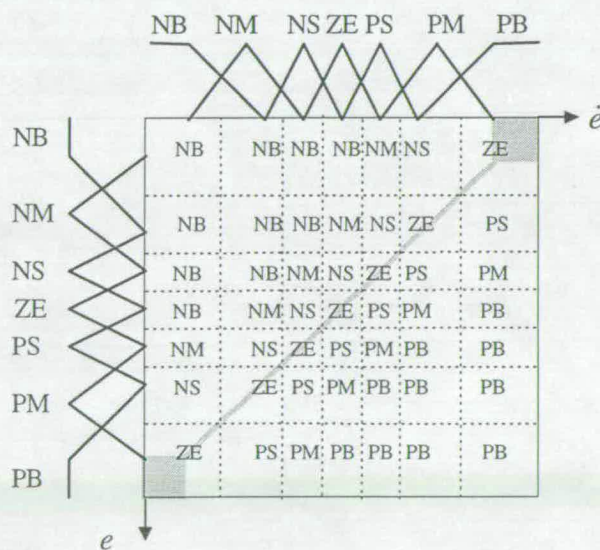 NB NM NS ZE PS PM PB
ė
NB NB NB NB NB NM NS ZE
NM NB NB NB NM NS ZE PS
NS NB NB NM NS ZE PS PM
ZE NB NM NS ZE PS PM PB
PS NM NS ZE PS PM PB PB
PM NS ZE PS PM PB PB PB
PB ZE PS PM PB PB PB PB
e